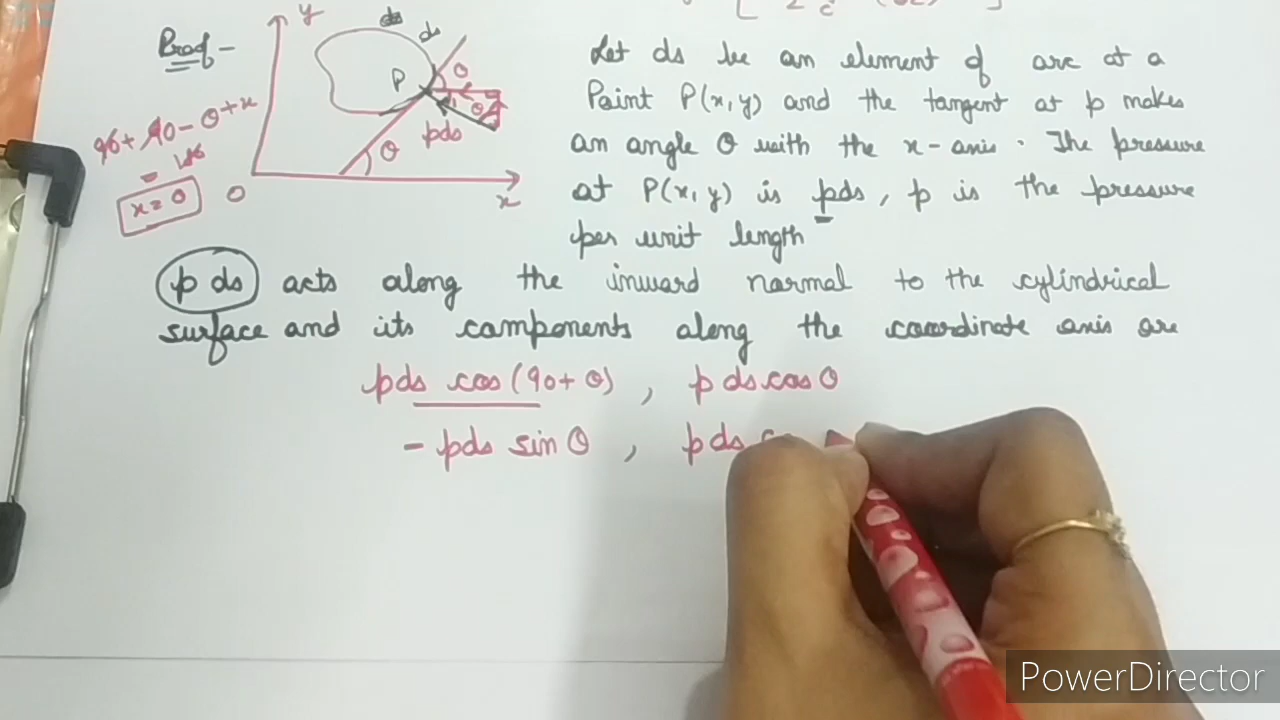 Proof -
y
ds
ds
P
θ
θ
pds
θ
x
O
90 + 90 - θ + x
= 180
x = θ
Let ds be an element of arc at a
Point P(x, y) and the tangent at p makes
an angle θ with the x-axis. The pressure
at P(x, y) is pds, p is the pressure
per unit length
p ds acts along the inward normal to the cylindrical
surface and its components along the coordinate axis are
pds cos(90+ θ) , p ds cos θ
- pds sin θ , p ds
PowerDirector